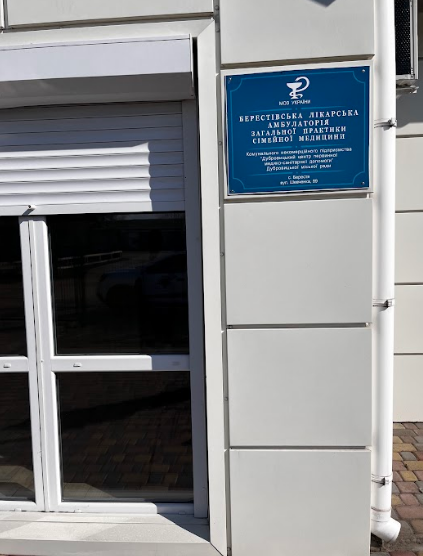 МОЗ УКРАЇНИ
БЕРЕСТІВСЬКА ЛІКАРСЬКА
АМБУЛАТОРІЯ
ЗАГАЛЬНОЇ ПРАКТИКИ
СІМЕЙНОЇ МЕДИЦИНИ
Комунального некомерційного підприємства
"Дубровицький центр первинної
медико-санітарної допомоги"
Дубровицької міської ради
с. Берестя
вул. Шевченка,